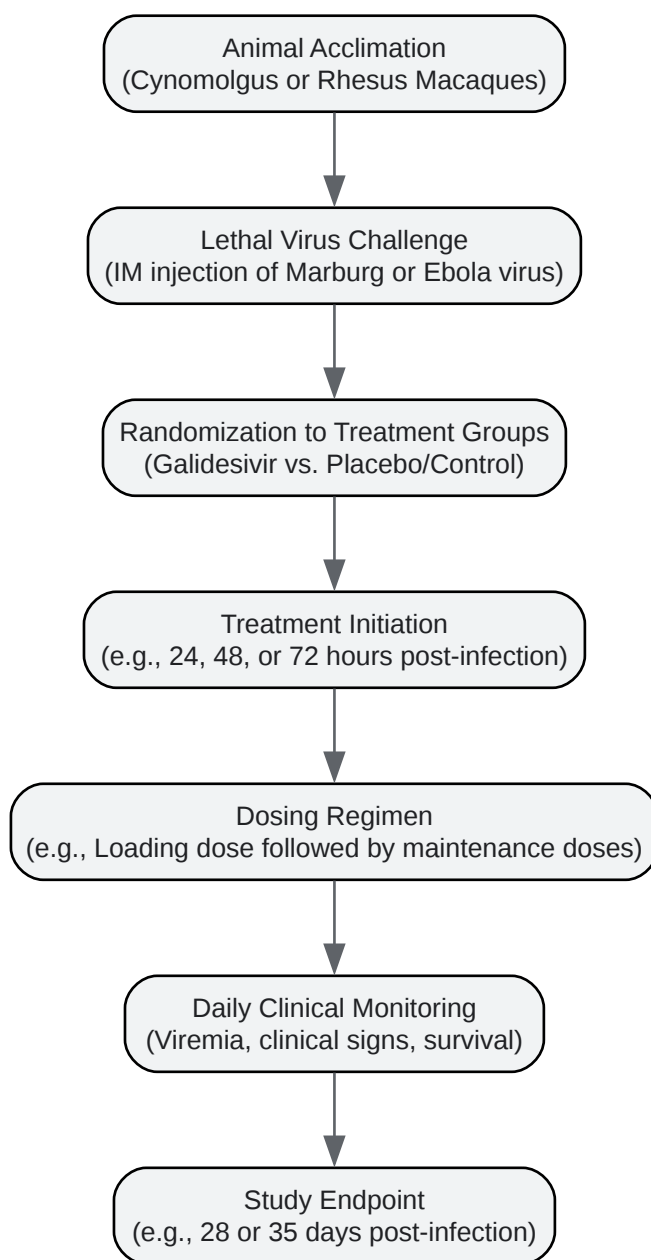 Animal Acclimation
(Cynomolgus or Rhesus Macaques)
Lethal Virus Challenge
(IM injection of Marburg or Ebola virus)
Randomization to Treatment Groups
(Galidesivir vs. Placebo/Control)
Treatment Initiation
(e.g., 24, 48, or 72 hours post-infection)
Dosing Regimen
(e.g., Loading dose followed by maintenance doses)
Daily Clinical Monitoring
(Viremia, clinical signs, survival)
Study Endpoint
(e.g., 28 or 35 days post-infection)